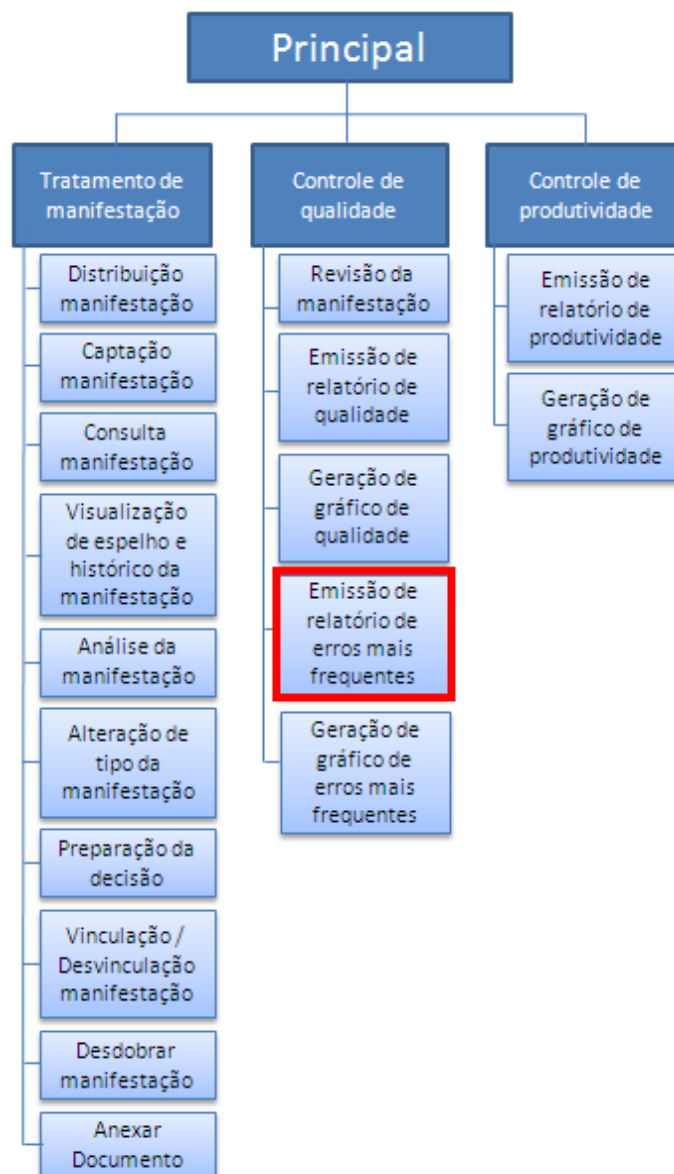 Principal
Tratamento de
manifestação
Distribuição
manifestação
Captação
manifestação
Consulta
manifestação
Visualização
de espelho e
histórico da
manifestação
Análise da
manifestação
Alteração de
tipo da
manifestação
Preparação da
decisão
Vinculação /
Desvinculação
manifestação
Desdobrar
manifestação
Anexar
Documento
Controle de
qualidade
Revisão da
manifestação
Emissão de
relatório de
qualidade
Geração de
gráfico de
qualidade
Emissão de
relatório de
erros mais
frequentes
Geração de
gráfico de
erros mais
frequentes
Controle de
produtividade
Emissão de
relatório de
produtividade
Geração de
gráfico de
produtividade